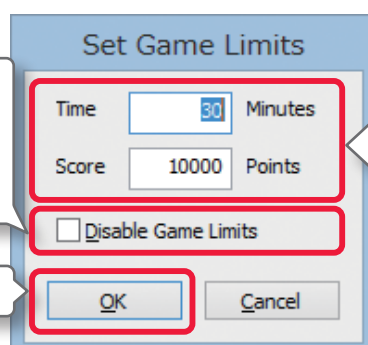 Set Game Limits
Time 30 Minutes
Score 10000 Points
Disable Game Limits
OK Cancel